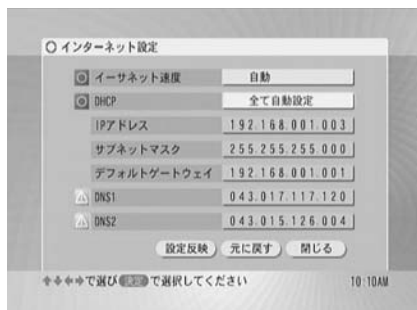 インターネット設定
イーサネット速度 自動
DHCP 全て自動設定
IPアドレス 192.168.001.003
サブネットマスク 255.255.255.000
デフォルトゲートウェイ 192.168.001.001
DNS1 043.017.117.120
DNS2 043.015.126.004
設定反映 元に戻す 閉じる
で選び 決定 で選択してください 10:10AM